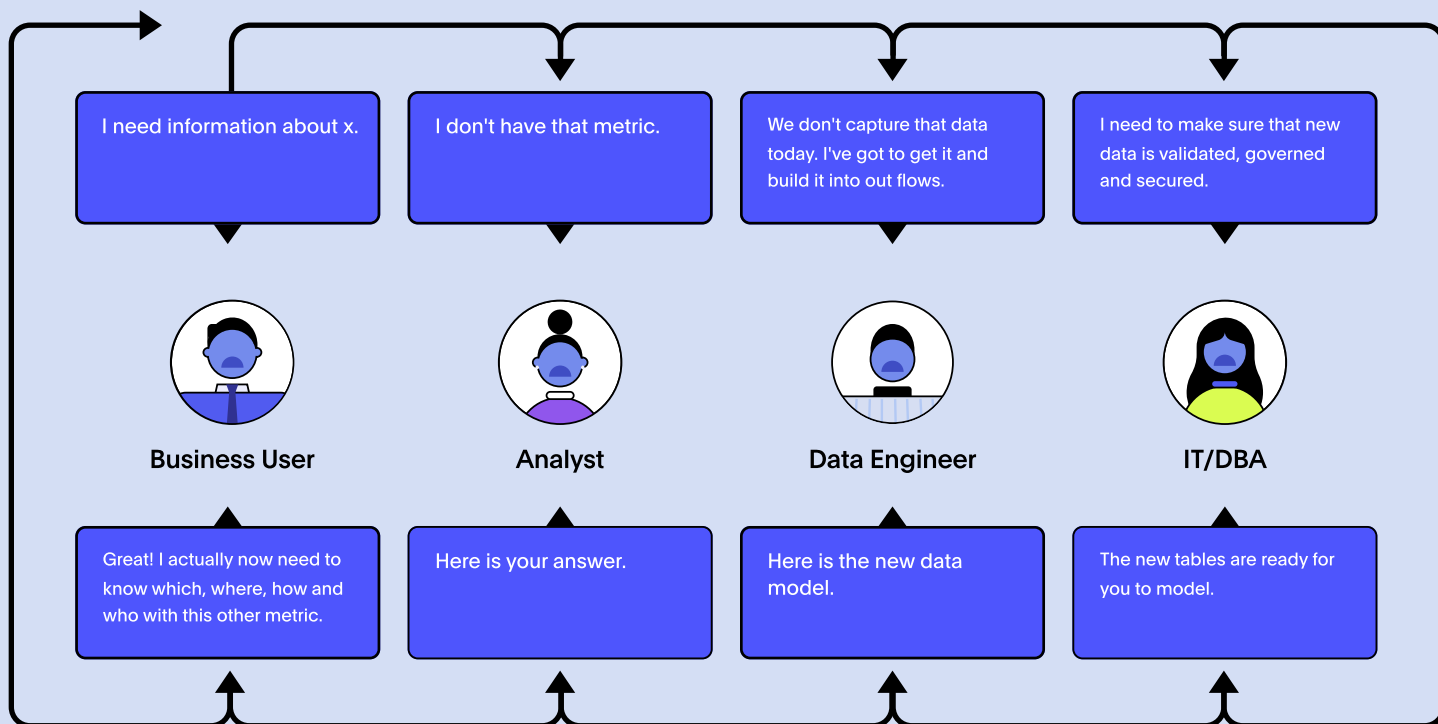 I need information about x.
I don't have that metric.
We don't capture that data
today. I've got to get it and
build it into out flows.
I need to make sure that new
data is validated, governed
and secured.
Business User
Analyst
Data Engineer
IT/DBA
Great! I actually now need to
know which, where, how and
who with this other metric.
Here is your answer.
Here is the new data
model.
The new tables are ready for
you to model.